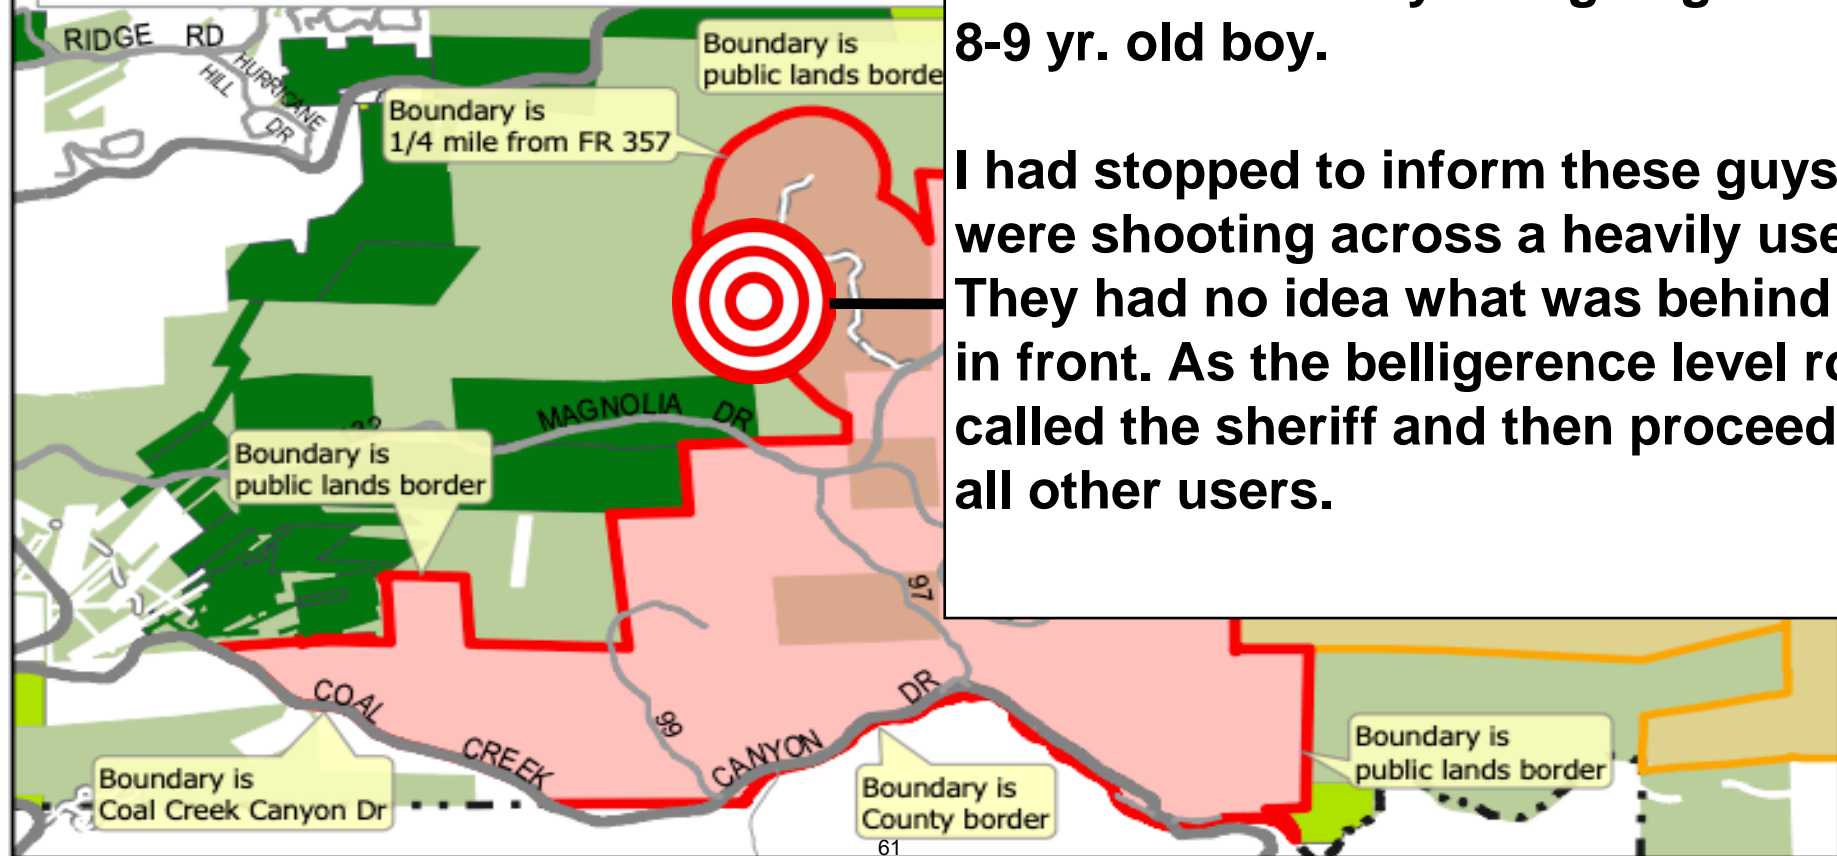 8-9 yr. old boy.
I had stopped to inform these guys
were shooting across a heavily use
They had no idea what was behind
in front. As the belligerence level ro
called the sheriff and then proceed
all other users.
RIDGE RD
HURRICANE
HILL
DR
Boundary is
public lands borde
Boundary is
1/4 mile from FR 357
MAGNOLIA DR
Boundary is
public lands border
97
99
COAL
CREEK
CANYON
DR
Boundary is
Coal Creek Canyon Dr
Boundary is
County border
Boundary is
public lands border
61